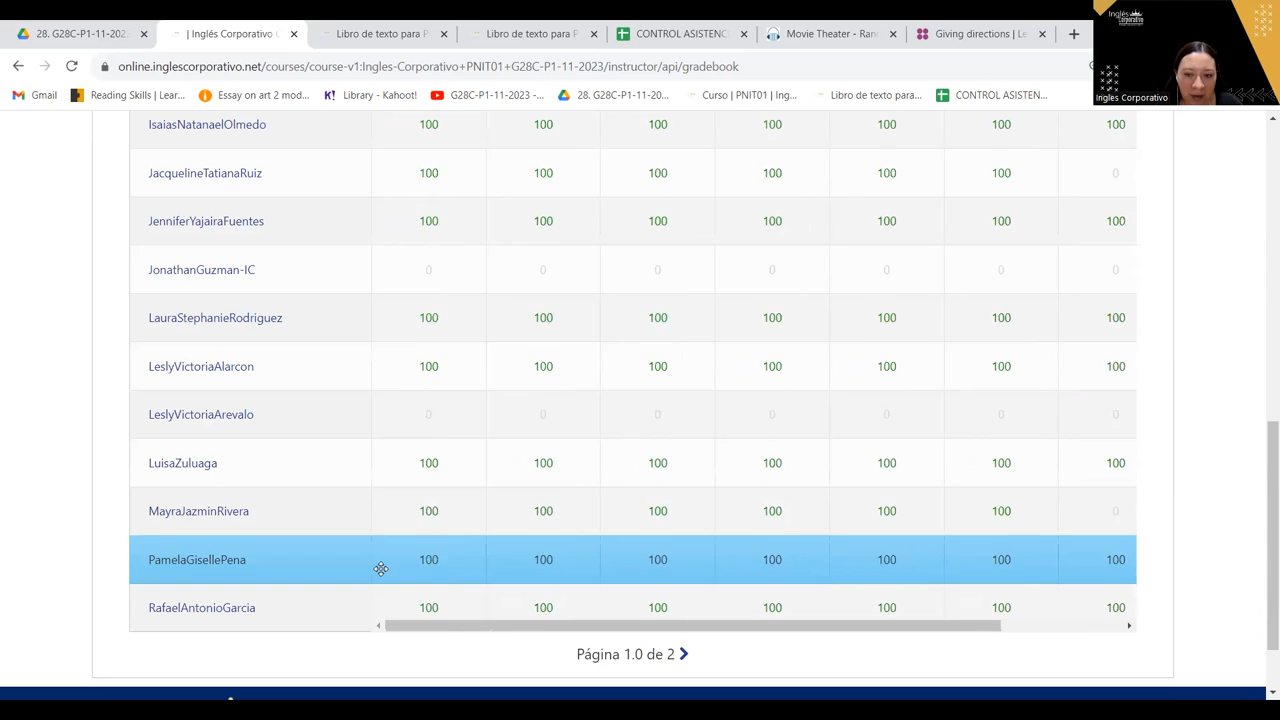 28. G28C-P1-11-202
| Inglés Corporativo
Libro de texto para
Libro de texto para P
CONTROL ASISTEN
Movie Theater - Ran
Giving directions | Le
Inglés
Corporativo
online.inglescorporativo.net/courses/course-v1:Ingles-Corporativo+PNIT01+G28C-P1-11-2023/instructor/api/gradebook
Ingles Corporativo
Gmail
Reading Skills | Lear...
Essay on art 2 mod...
Library - Kan
G28C-P1-11-2023 -...
28. G28C-P1-11-20...
Curso | PNIT01 | Ing...
Libro de texto para...
CONTROL ASISTEN...
IsaiasNatanaelOlmedo 100 100 100 100 100 100 100
JacquelineTatianaRuiz 100 100 100 100 100 100 0
JenniferYajairaFuentes 100 100 100 100 100 100 100
JonathanGuzman-IC 0 0 0 0 0 0 0
LauraStephanieRodriguez 100 100 100 100 100 100 100
LeslyVictoriaAlarcon 100 100 100 100 100 100 100
LeslyVictoriaArevalo 0 0 0 0 0 0 0
LuisaZuluaga 100 100 100 100 100 100 100
MayraJazminRivera 100 100 100 100 100 100 0
PamelaGisellePena 100 100 100 100 100 100 100
RafaelAntonioGarcia 100 100 100 100 100 100 100
Página 1.0 de 2